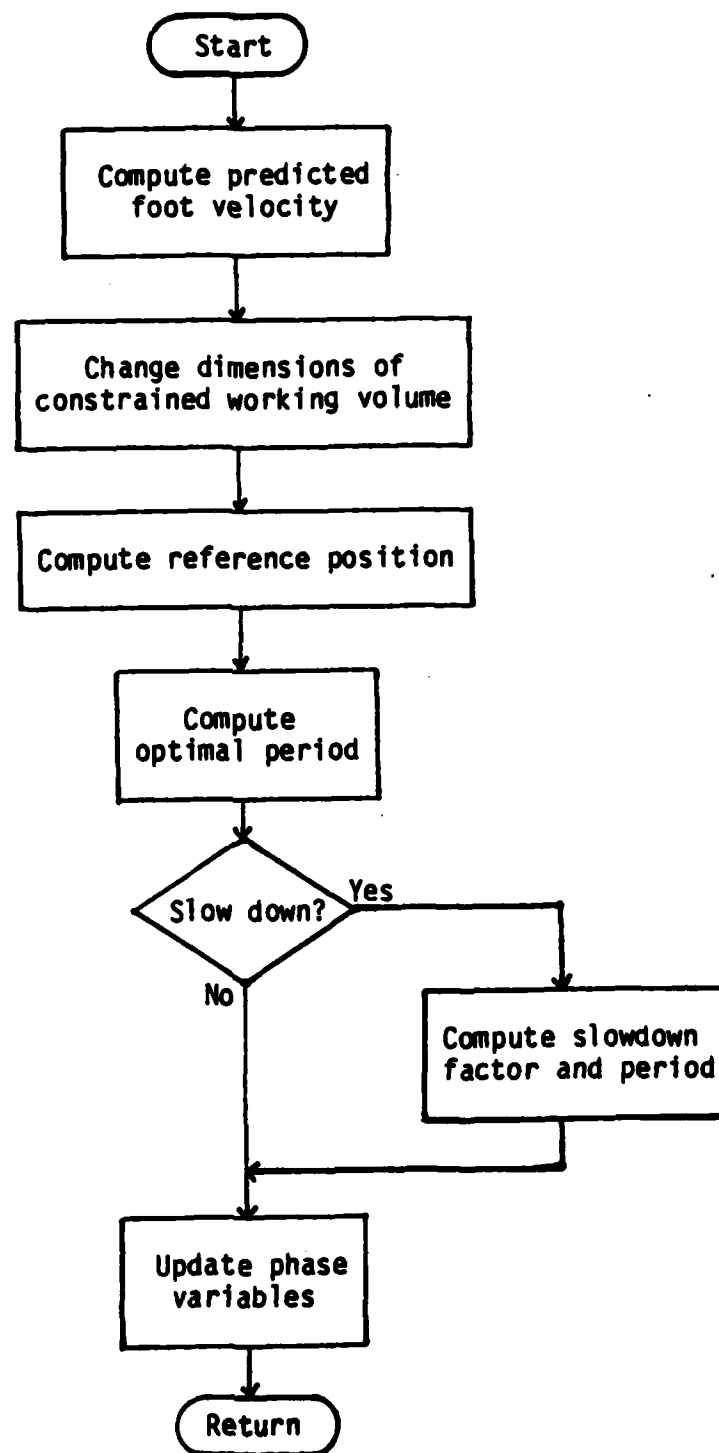 Start
Compute predicted
foot velocity
Change dimensions of
constrained working volume
Compute reference position
Compute
optimal period
Slow down?
Yes
No
Compute slowdown
factor and period
Update phase
variables
Return